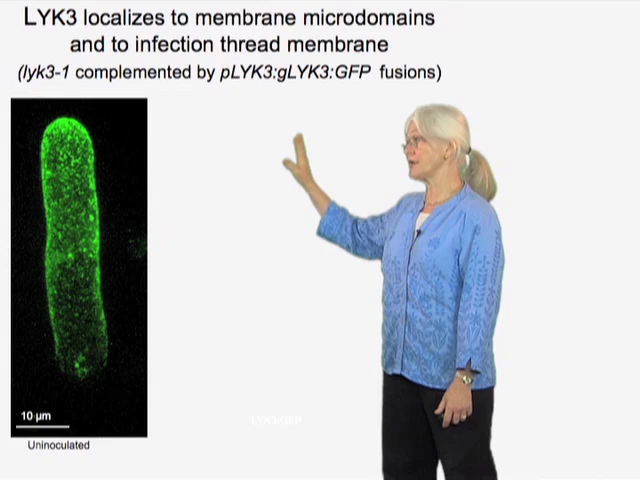 LYK3 localizes to membrane microdomains
and to infection thread membrane
(lyk3-1 complemented by pLYK3:gLYK3:GFP fusions)
10 µm
Uninoculated